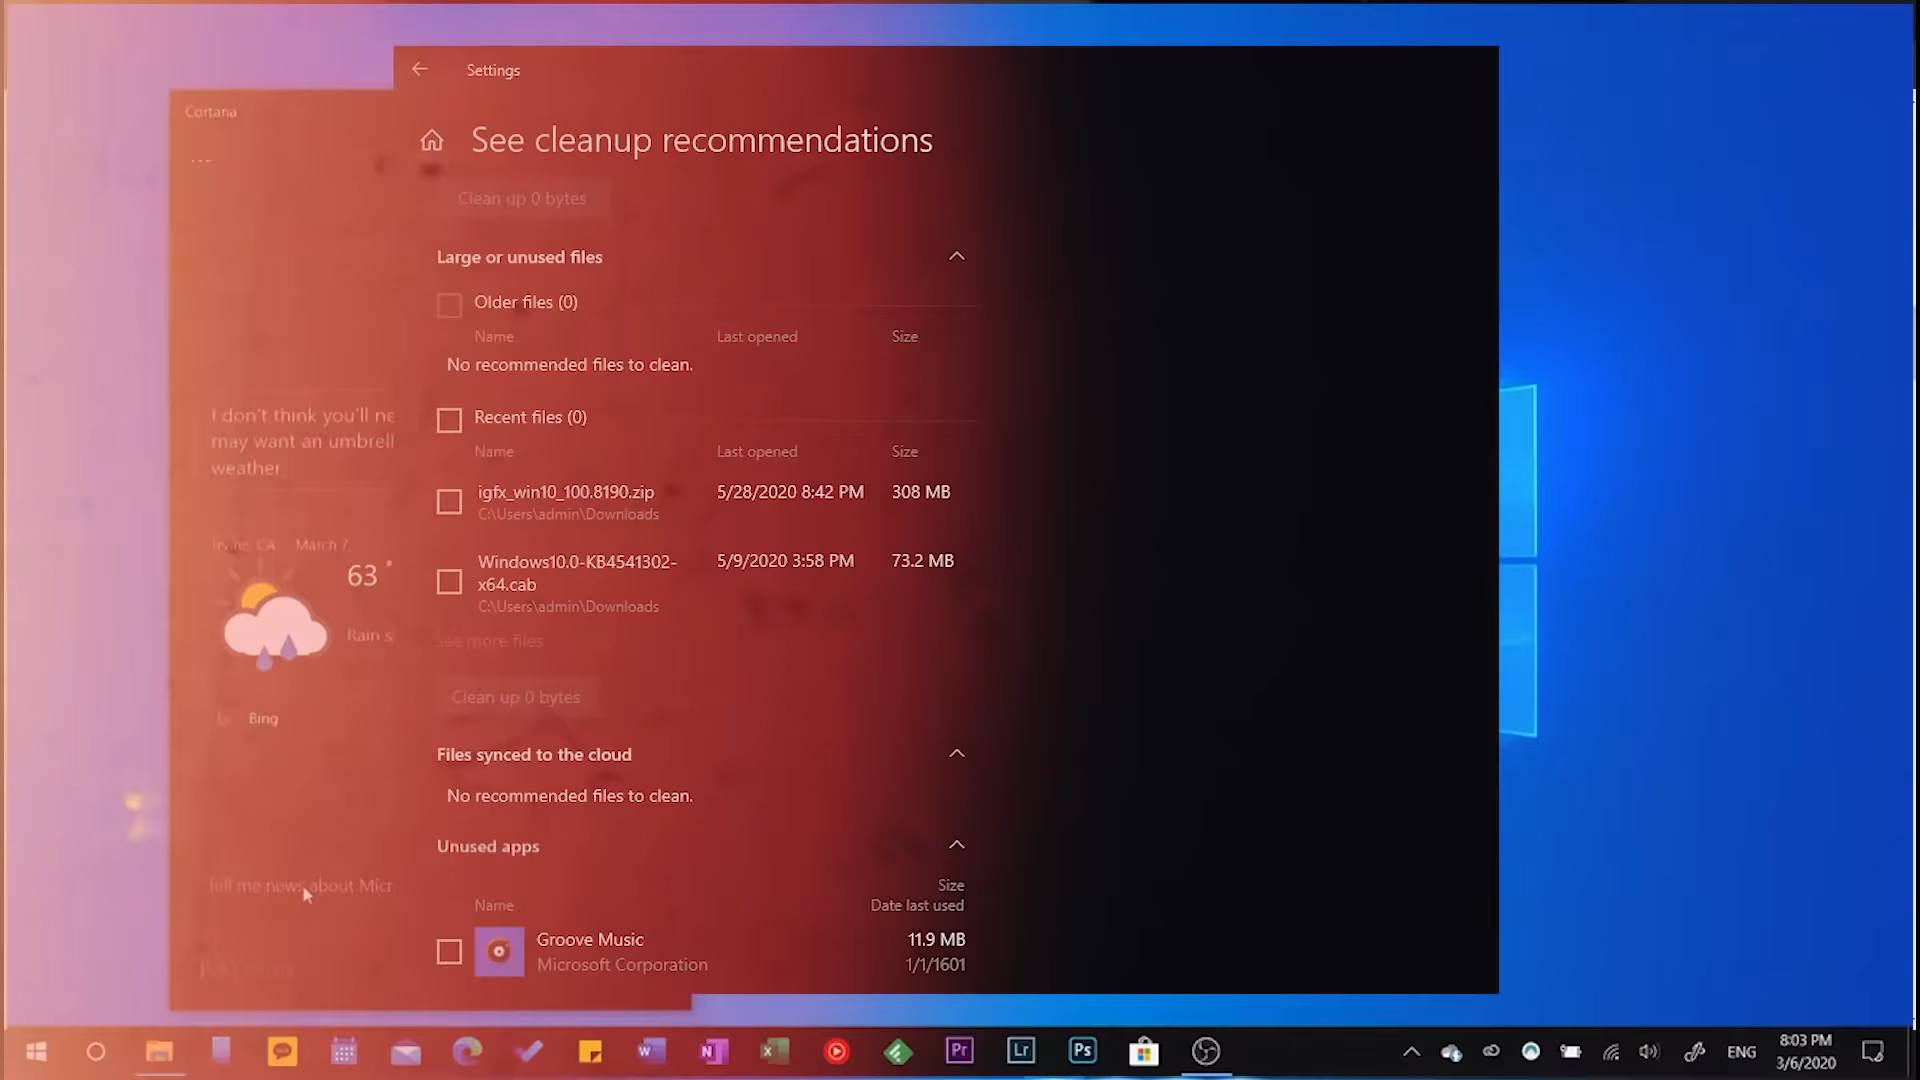 Settings
Cortana
...
See cleanup recommendations
Clean up 0 bytes
Large or unused files
Older files (0)
Name Last opened Size
No recommended files to clean.
Recent files (0)
Name Last opened Size
igfx_win10_100.8190.zip 5/28/2020 8:42 PM 308 MB
C:\Users\admin\Downloads
Windows10.0-KB4541302-x64.cab 5/9/2020 3:58 PM 73.2 MB
C:\Users\admin\Downloads
See more files
Clean up 0 bytes
Files synced to the cloud
No recommended files to clean.
Unused apps
Size
Name Date last used
Groove Music 11.9 MB
Microsoft Corporation 1/1/1601
I don't think you'll ne
may want an umbrell
weather.
Irvine, CA March 7,
63°
Rain s
Bing
Tell me news about Micr
Pr
Lr
Ps
ENG
8:03 PM
3/6/2020